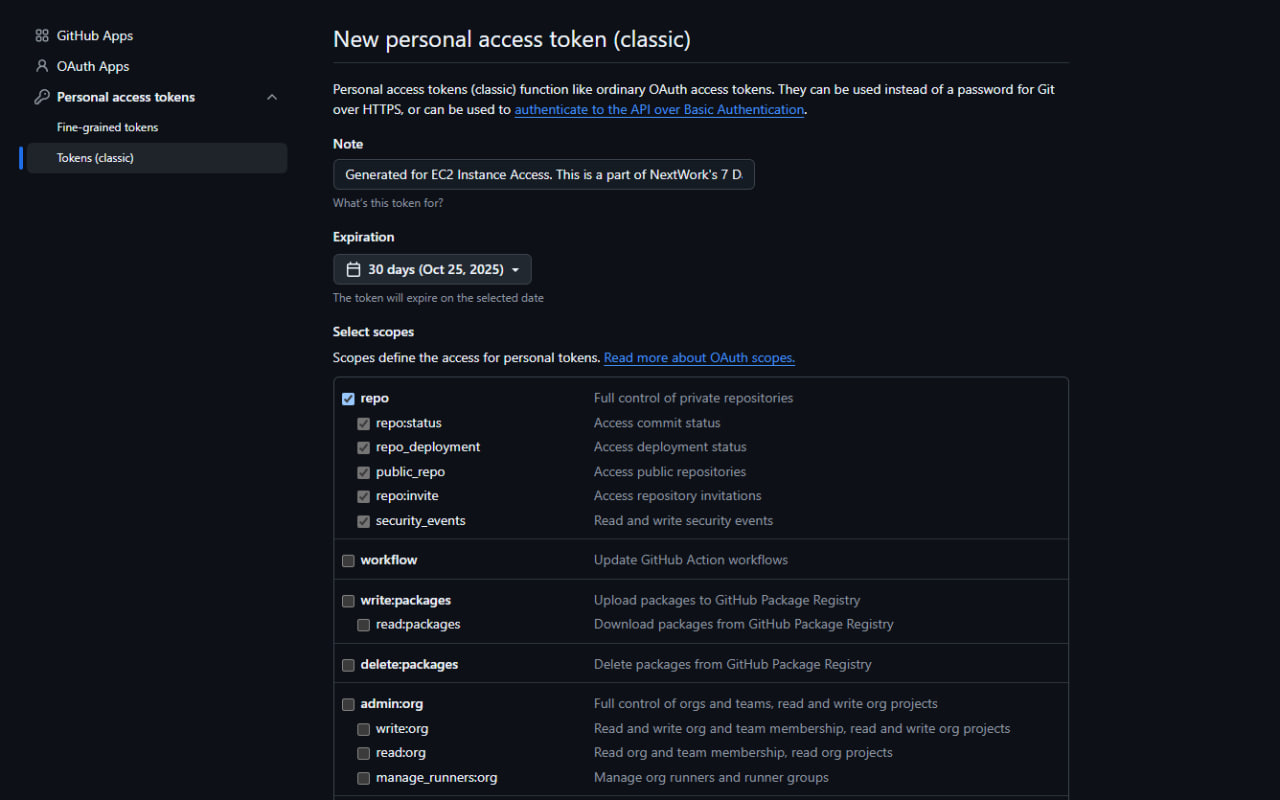 GitHub Apps
OAuth Apps
Personal access tokens
Fine-grained tokens
Tokens (classic)
New personal access token (classic)
Personal access tokens (classic) function like ordinary OAuth access tokens. They can be used instead of a password for Git
over HTTPS, or can be used to authenticate to the API over Basic Authentication.
Note
Generated for EC2 Instance Access. This is a part of NextWork's 7 D
What's this token for?
Expiration
30 days (Oct 25, 2025)
The token will expire on the selected date
Select scopes
Scopes define the access for personal tokens. Read more about OAuth scopes.
repo Full control of private repositories
repo:status Access commit status
repo_deployment Access deployment status
public_repo Access public repositories
repo:invite Access repository invitations
security_events Read and write security events
workflow Update GitHub Action workflows
write:packages Upload packages to GitHub Package Registry
read:packages Download packages from GitHub Package Registry
delete:packages Delete packages from GitHub Package Registry
admin:org Full control of orgs and teams, read and write org projects
write:org Read and write org and team membership, read and write org projects
read:org Read org and team membership, read org projects
manage_runners:org Manage org runners and runner groups